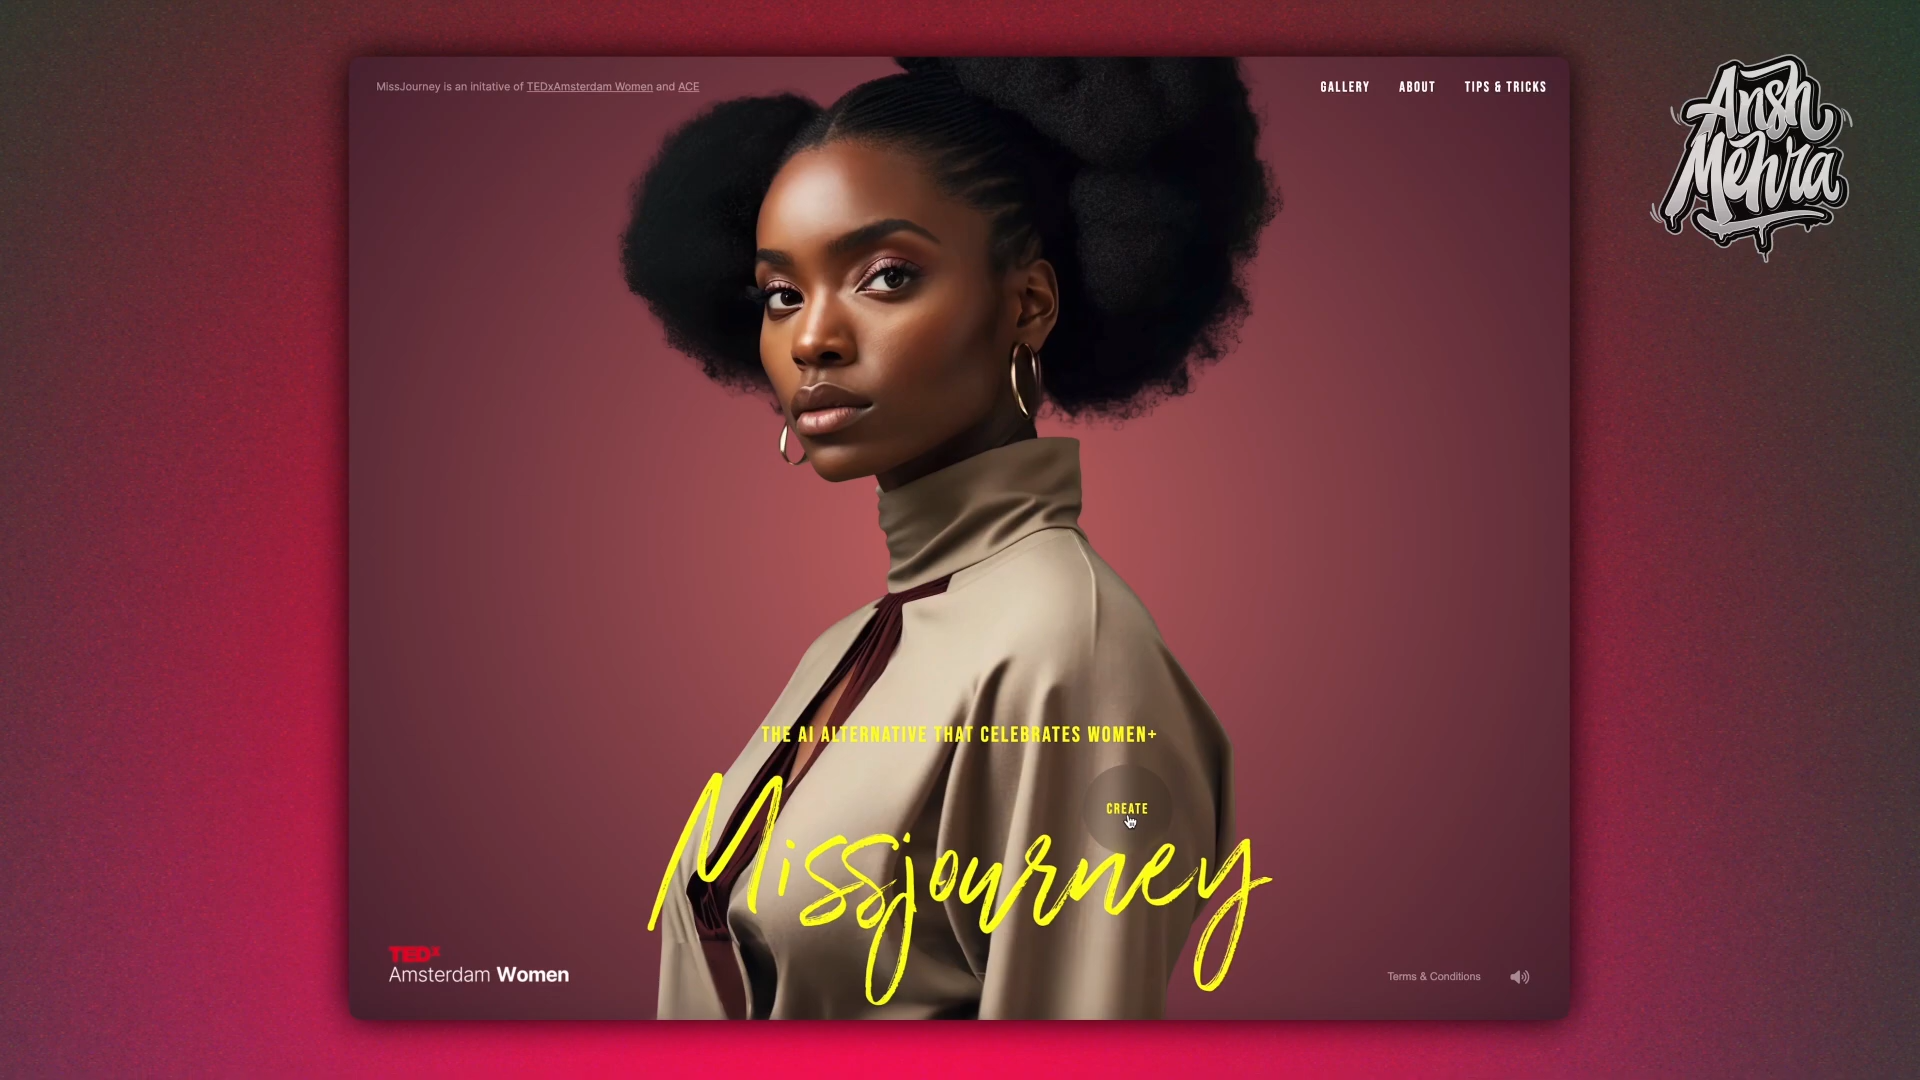 MissJourney is an initative of TEDxAmsterdam Women and ACE
GALLERY ABOUT TIPS & TRICKS
Ansh
Mehra
THE AI ALTERNATIVE THAT CELEBRATES WOMEN+
CREATE
Missjourney
TEDx
Amsterdam Women
Terms & Conditions